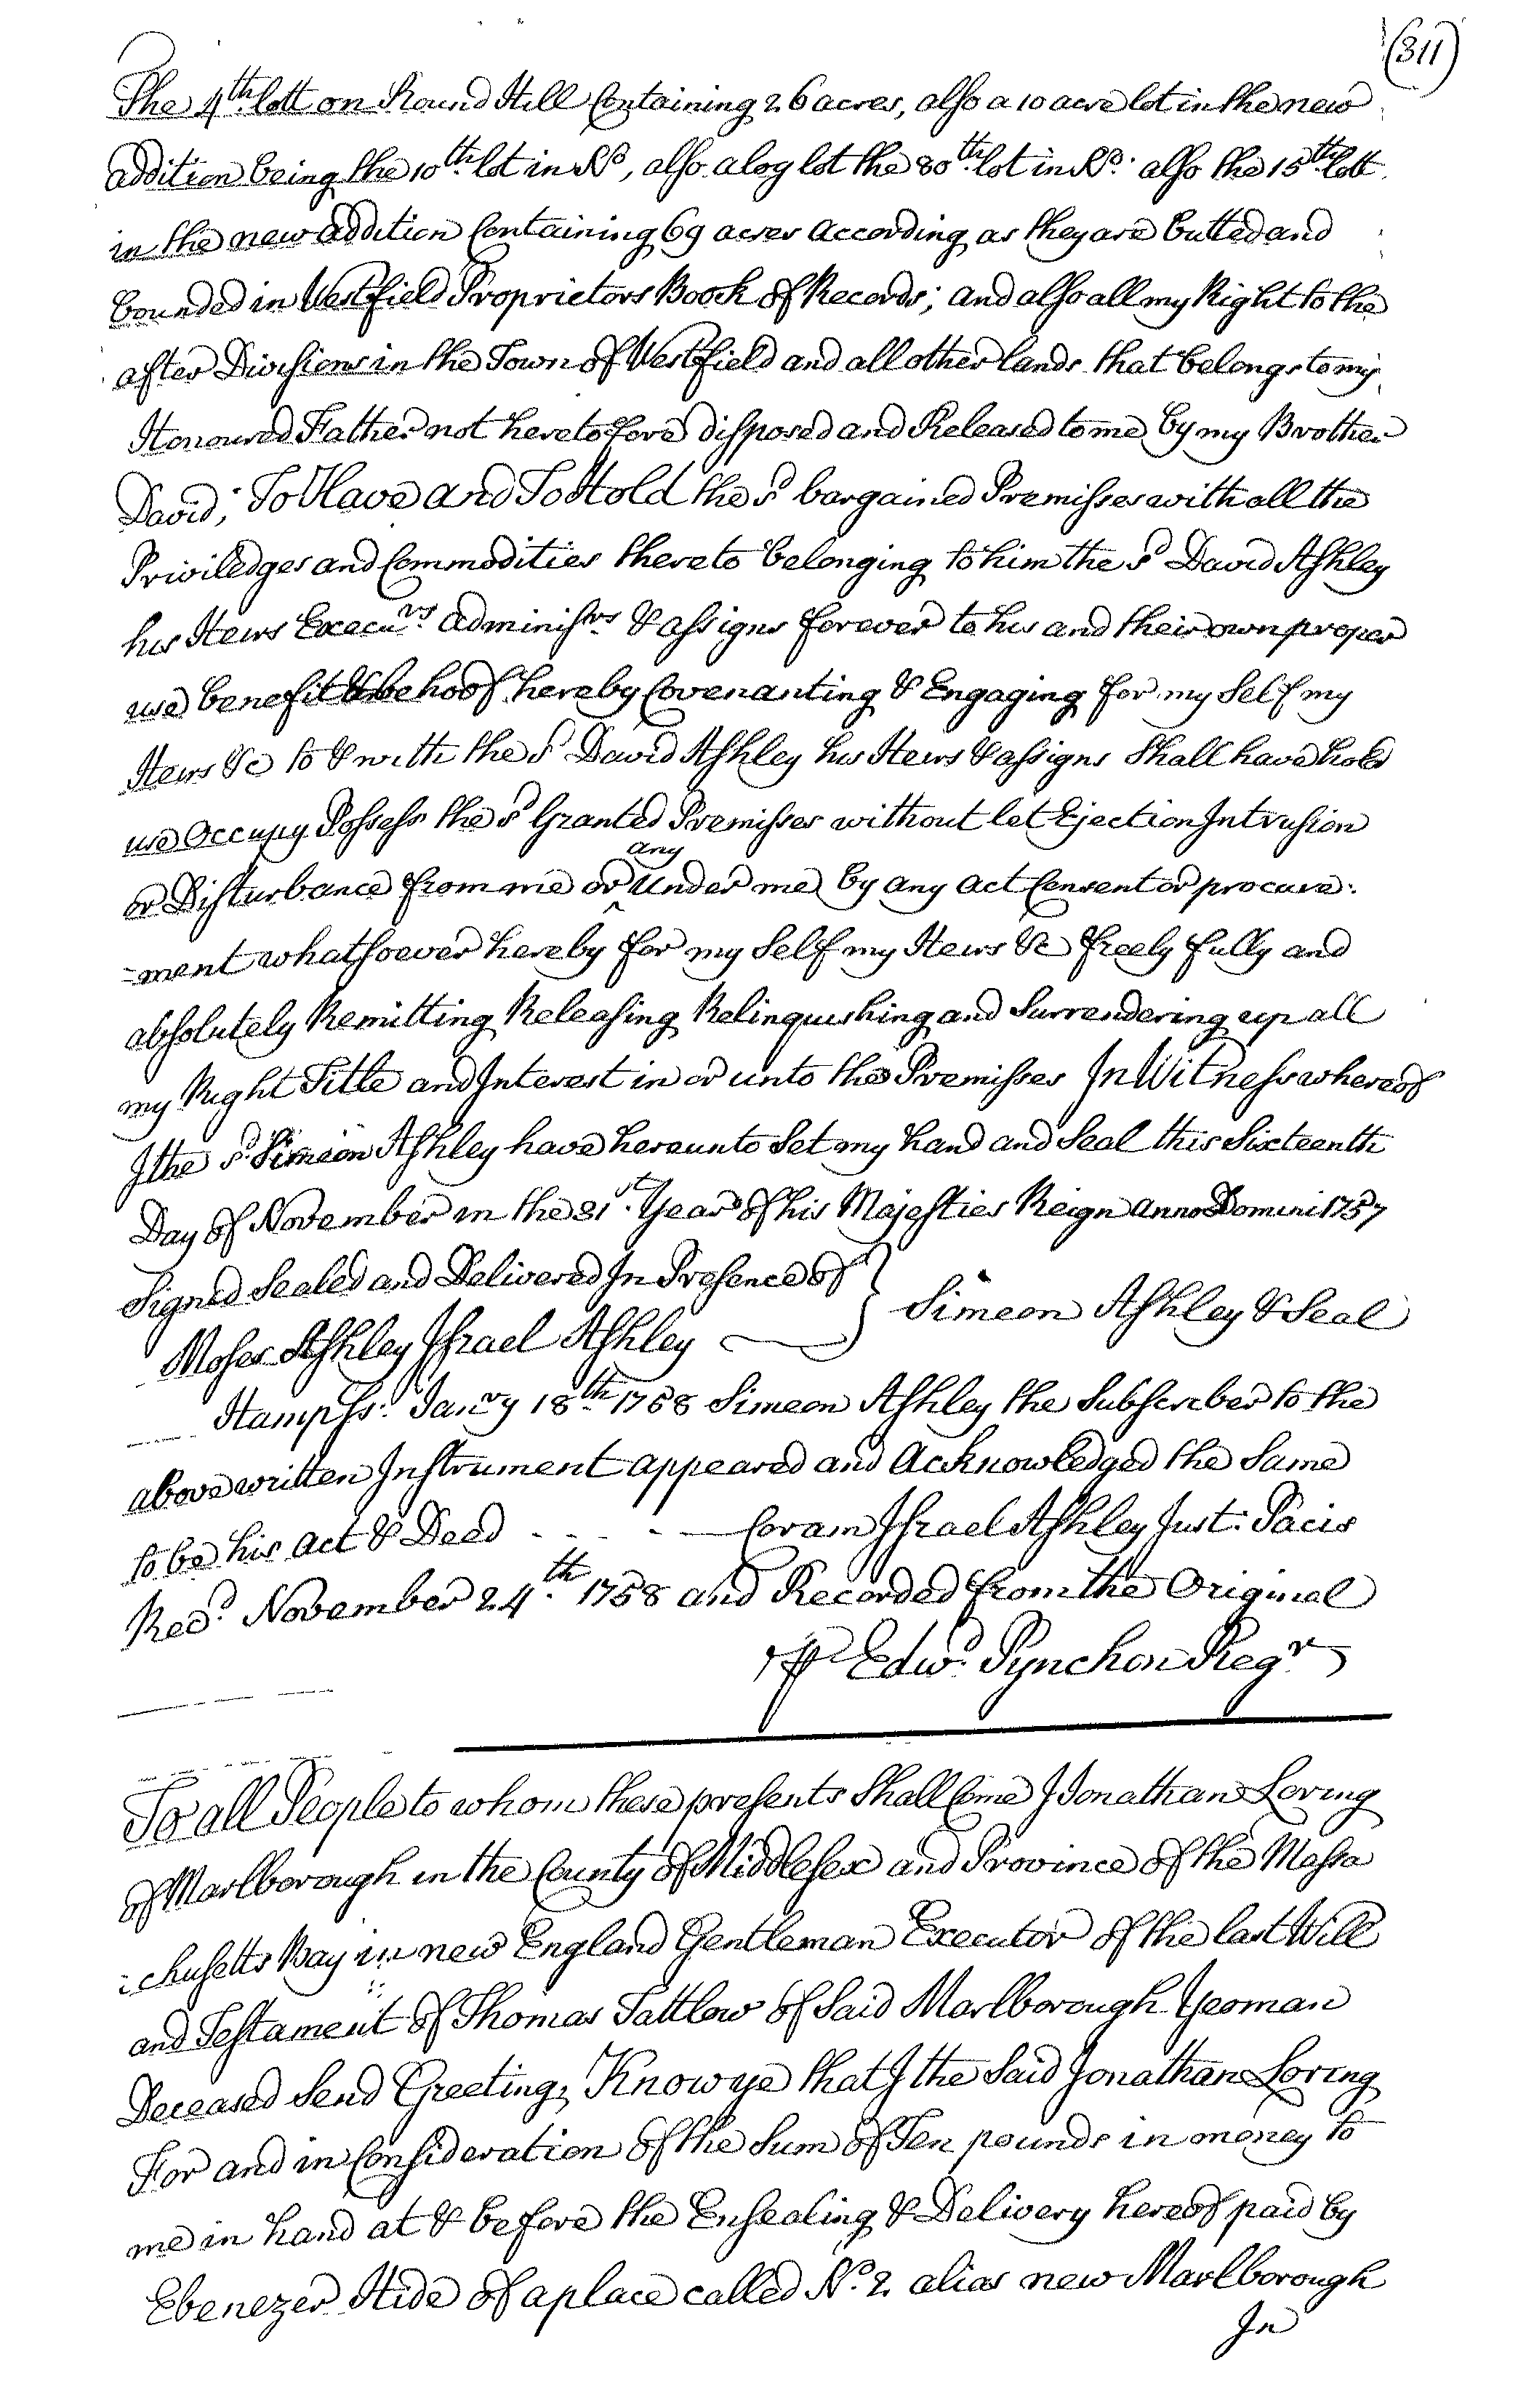 (311)
The 4th lott on Round Hill Containing 26 acres, also a 10 acre lot in the new
addition being the 10th lot in No, also a log lot the 80th lot in No. also the 15th lott
in the new addition Containing 69 acres according as they are butted and
bounded in Westfield Proprietors Boock of Records; and also all my Right to the
after Divisions in the Town of Westfield and all other lands that belongs to my
Honoured Father not heretofore disposed and Released to me by my Brother
David; To Have and To Hold the sd bargained Premisses with all the
Priviledges and Commodities thereto belonging to him the sd David Ashley
his Heirs Execurs administrs & assigns forever to his and their own proper
use benefit & behoof hereby Covenanting & Engaging for my self my
Heirs &c to & with the sd David Ashley his Heirs & assigns shall have hold
use Occupy Possess the sd Granted Premisses without let Ejection Intrusion
or Disturbance from me or any Under me by any act Consent or procure:
-ment whatsoever hereby for my self my Heirs &c freely fully and
absolutely Remitting Releasing Relinquishing and Surrendering up all
my Right Title and Interest in or unto the Premisses In Witness whereof
I the sd Simeon Ashley have hereunto set my hand and Seal this Sixteenth
Day of November in the 31st Year of his Majesties Reign anno Domini 1757
Signed Sealed and Delivered In Presence of } Simeon Ashley & Seal
Moses Ashley Israel Ashley
Hampss: Janry 18th 1758 Simeon Ashley the Subscriber to the
above written Instrument appeared and Acknowledged the Same
to be his act & Deed - - - - Coram Israel Ashley Just: Pacis
Recd November 24th 1758 and Recorded from the Original
℔ Edwd Pynchon Regr
To all People to whom these presents Shall Come I Jonathan Loring
of Marlborough in the County of Middlesex and Province of the Massa
:chusetts Bay in new England Gentleman Executor of the last Will
and Testament of Thomas Tattlow of Said Marlborough Yeoman
Deceased Send Greeting, Know ye that I the Said Jonathan Loring
For and in Consideration of the Sum of Ten pounds in money to
me in hand at & before the Ensealing & Delivery hereof paid by
Ebenezer Hide of a place called No. 2 alias new Marlborough
In